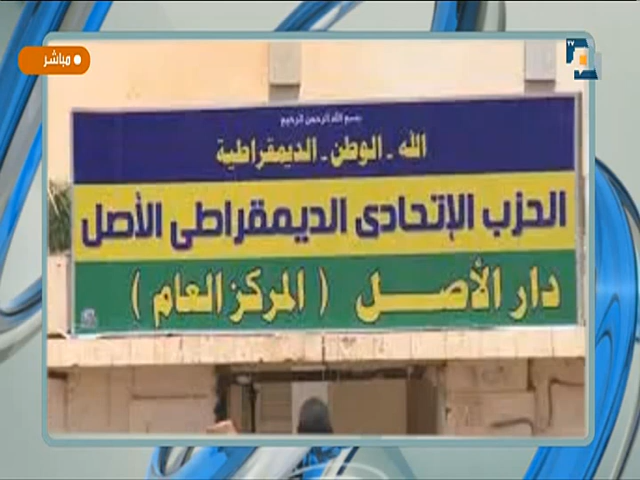 مباشر
بسم الله الرحمن الرحيم
الله - الوطن - الديمقراطية
الحزب الإتحادى الديمقراطى الأصل
دار الأصل ( المركز العام )